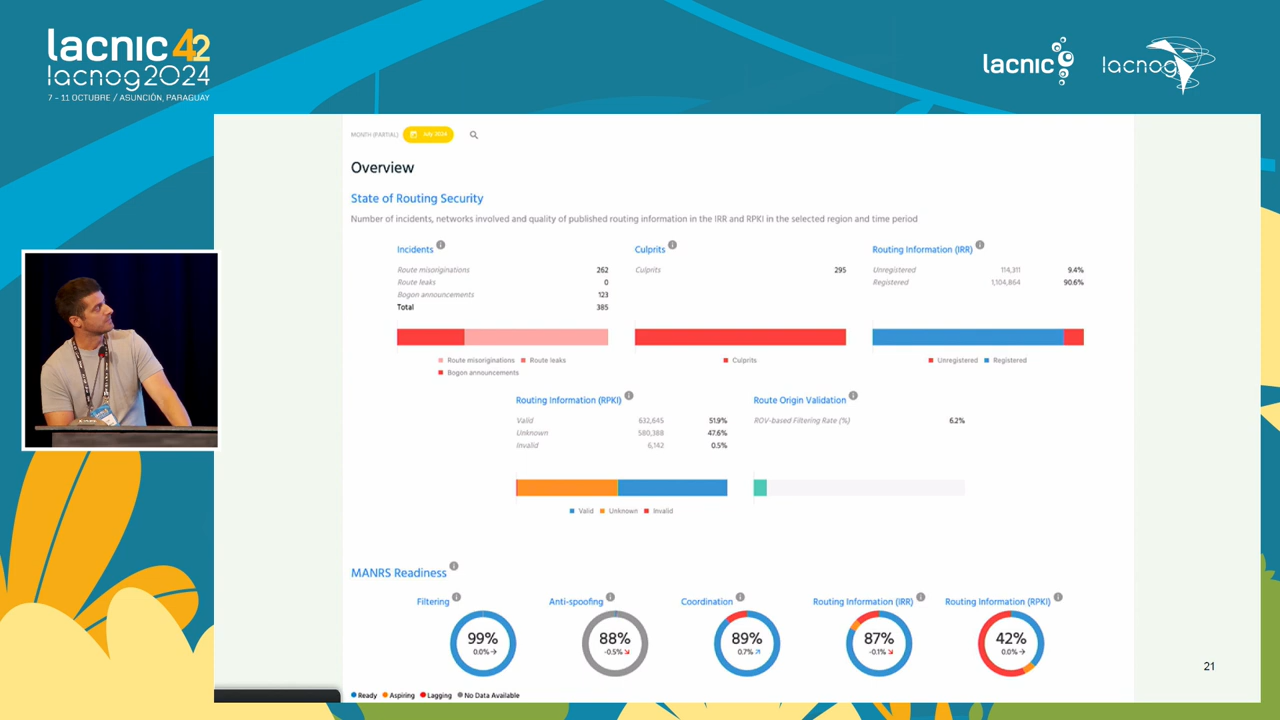 lacnic 42
lacnog2024
7 - 11 OCTUBRE / ASUNCIÓN, PARAGUAY
lacnic
lacnog
MONTH (PARTIAL) July 2024
Overview
State of Routing Security
Number of incidents, networks involved and quality of published routing information in the IRR and RPKI in the selected region and time period
Incidents
Route misoriginations 262
Route leaks 0
Bogon announcements 123
Total 385
Route misoriginations Route leaks
Bogon announcements
Culprits
Culprits 295
Culprits
Routing Information (IRR)
Unregistered 114,311 9.4%
Registered 1,104,864 90.6%
Unregistered Registered
Routing Information (RPKI)
Valid 632,645 51.9%
Unknown 580,388 47.6%
Invalid 6,142 0.5%
Valid Unknown Invalid
Route Origin Validation
ROV-based Filtering Rate (%) 6.2%
MANRS Readiness
Filtering
99%
0.0%→
Anti-spoofing
88%
-0.5%↘
Coordination
89%
0.7%↗
Routing Information (IRR)
87%
-0.1%↘
Routing Information (RPKI)
42%
0.0%→
Ready Aspiring Lagging No Data Available
21